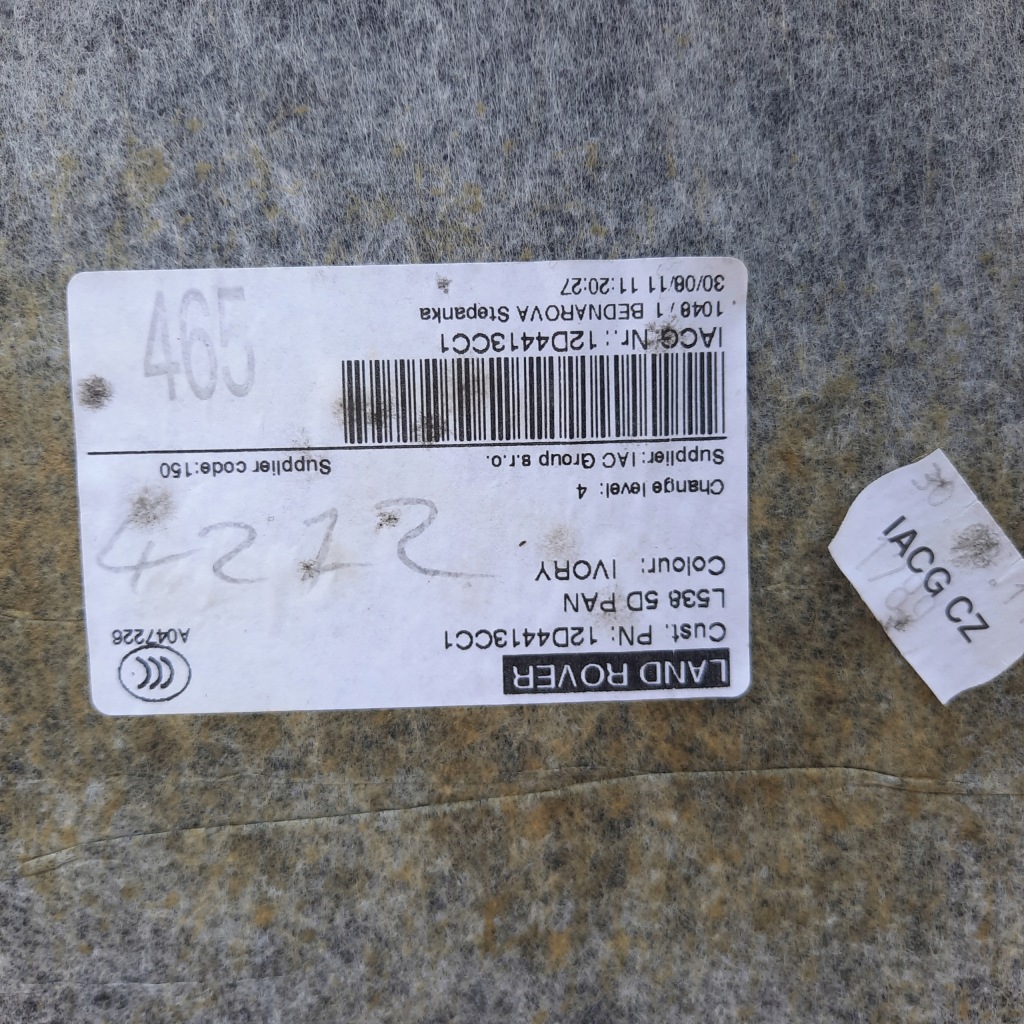 LAND ROVER
Cust. PN: 12D4413CC1
A047226
L538 5D PAN
Colour: IVORY
4212
Change level: 4
Supplier: IAC Group s.r.o. Supplier code:150
IACG Nr.: 12D4413CC1
1048 / 1 BEDNAROVA Stepanka
30/08/11 11:20:27
465
30
IACG CZ